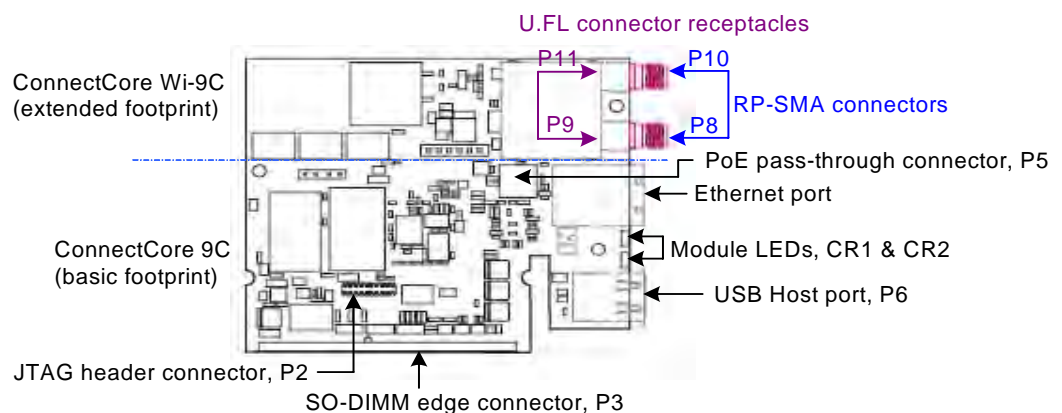 U.FL connector receptacles
P11
P10
ConnectCore Wi-9C
(extended footprint)
RP-SMA connectors
P9
P8
PoE pass-through connector, P5
Ethernet port
ConnectCore 9C
(basic footprint)
Module LEDs, CR1 & CR2
USB Host port, P6
JTAG header connector, P2
SO-DIMM edge connector, P3